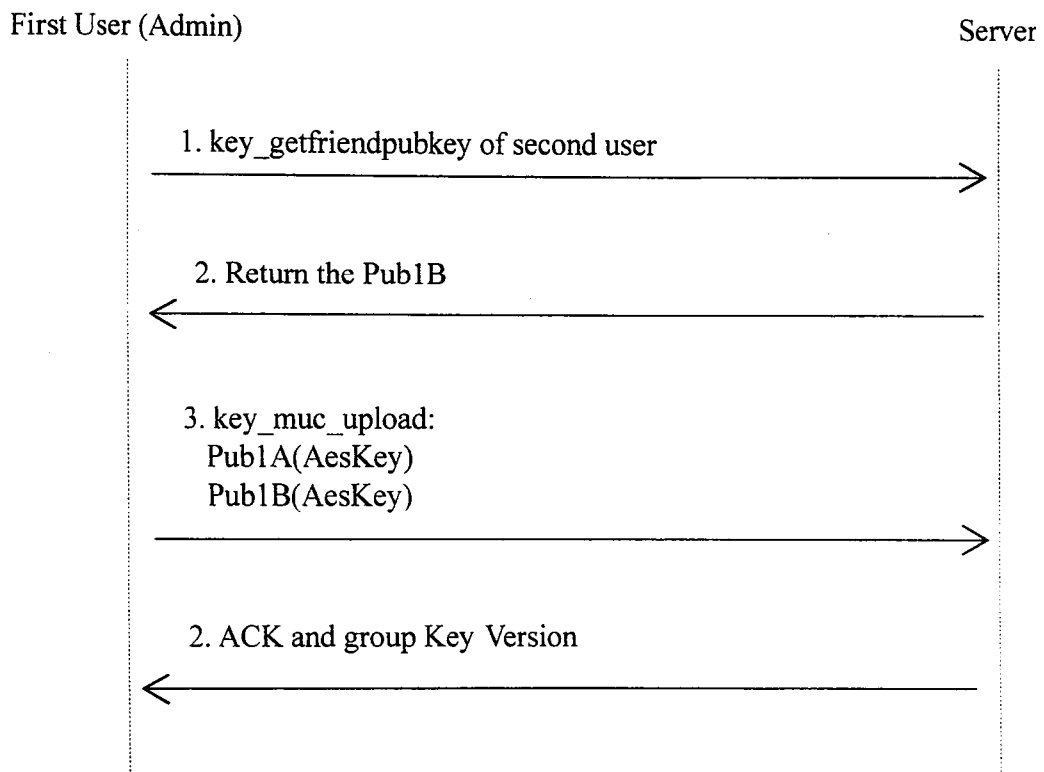 First User (Admin)
Server
1. key_getfriendpubkey of second user
2. Return the Pub1B
3. key_muc_upload:
Pub1A(AesKey)
Pub1B(AesKey)
2. ACK and group Key Version